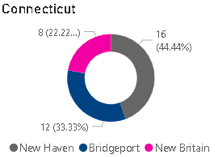 Connecticut
8 (22.22...)
16
(44.44%)
12 (33.33%)
New Haven Bridgeport New Britain